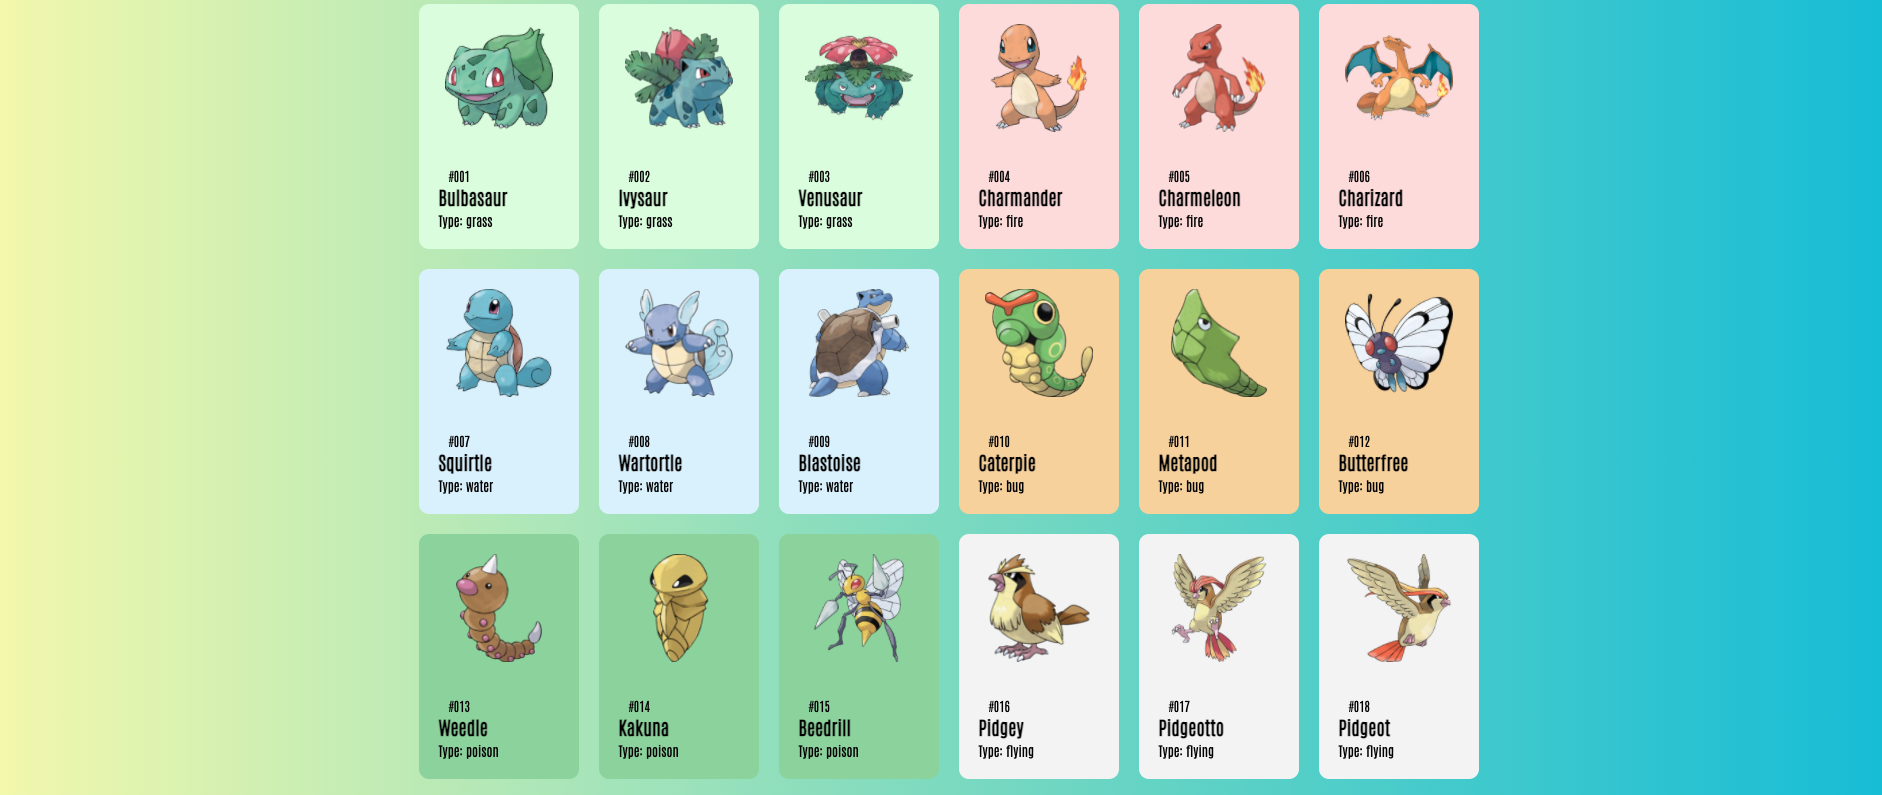 #001
Bulbasaur
Type: grass
#002
Ivysaur
Type: grass
#003
Venusaur
Type: grass
#004
Charmander
Type: fire
#005
Charmeleon
Type: fire
#006
Charizard
Type: fire
#007
Squirtle
Type: water
#008
Wartortle
Type: water
#009
Blastoise
Type: water
#010
Caterpie
Type: bug
#011
Metapod
Type: bug
#012
Butterfree
Type: bug
#013
Weedle
Type: poison
#014
Kakuna
Type: poison
#015
Beedrill
Type: poison
#016
Pidgey
Type: flying
#017
Pidgeotto
Type: flying
#018
Pidgeot
Type: flying